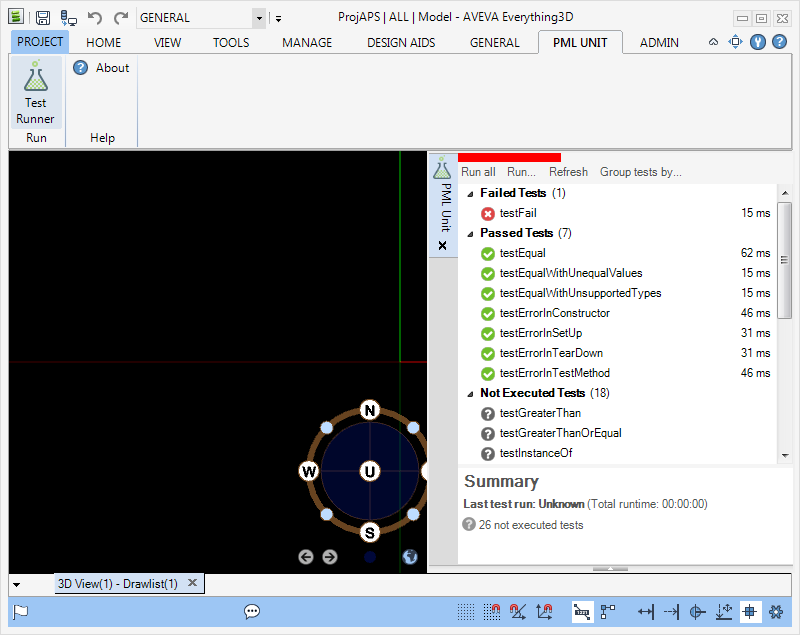 GENERAL
ProjAPS | ALL | Model - AVEVA Everything3D
PROJECT HOME VIEW TOOLS MANAGE DESIGN AIDS GENERAL PML UNIT ADMIN
Test Runner
About
Run
Help
PML Unit
Run all Run... Refresh Group tests by...
Failed Tests (1)
testFail 15 ms
Passed Tests (7)
testEqual 62 ms
testEqualWithUnequalValues 15 ms
testEqualWithUnsupportedTypes 15 ms
testErrorInConstructor 46 ms
testErrorInSetUp 31 ms
testErrorInTearDown 31 ms
testErrorInTestMethod 46 ms
Not Executed Tests (18)
testGreaterThan
testGreaterThanOrEqual
testInstanceOf
N
W U
S
Summary
Last test run: Unknown (Total runtime: 00:00:00)
26 not executed tests
3D View(1) - Drawlist(1)